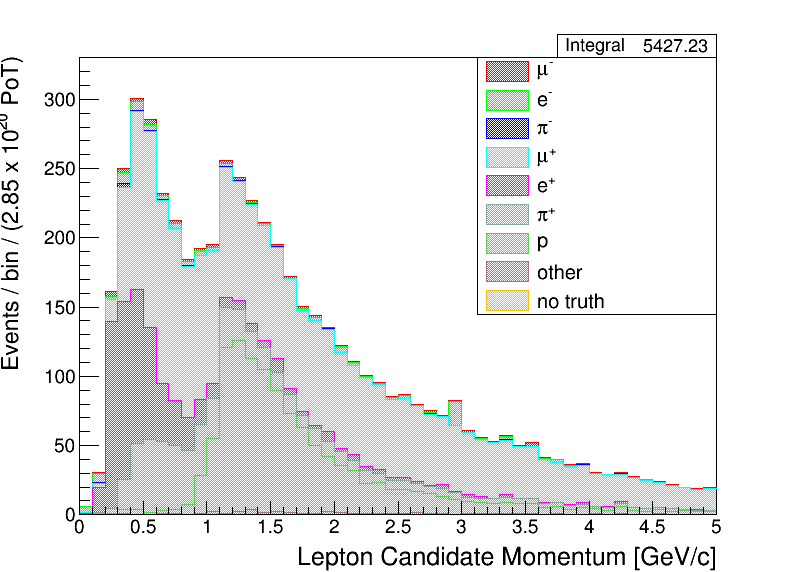 Integral 5427.23
Events / bin / (2.85 x 10²⁰ PoT)
μ⁻
e⁻
π⁻
μ⁺
e⁺
π⁺
p
other
no truth
300
250
200
150
100
50
0
0 0.5 1 1.5 2 2.5 3 3.5 4 4.5 5
Lepton Candidate Momentum [GeV/c]